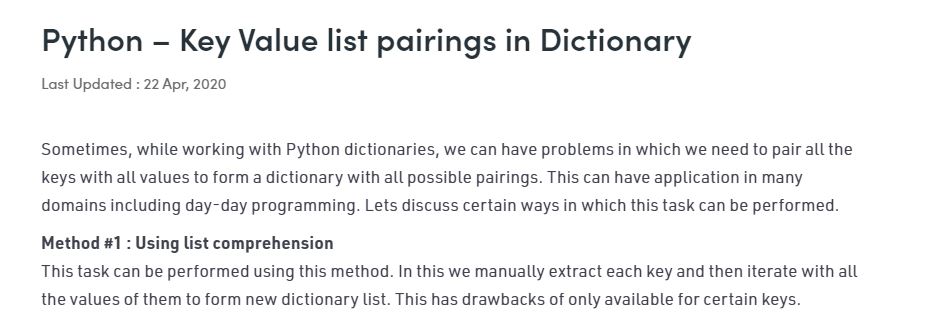 Python – Key Value list pairings in Dictionary
Last Updated : 22 Apr, 2020
Sometimes, while working with Python dictionaries, we can have problems in which we need to pair all the
keys with all values to form a dictionary with all possible pairings. This can have application in many
domains including day-day programming. Lets discuss certain ways in which this task can be performed.
Method #1 : Using list comprehension
This task can be performed using this method. In this we manually extract each key and then iterate with all
the values of them to form new dictionary list. This has drawbacks of only available for certain keys.